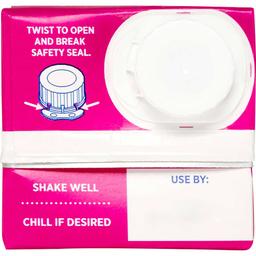 TWIST TO OPEN
AND BREAK
SAFETY SEAL.
SHAKE WELL
USE BY:
CHILL IF DESIRED